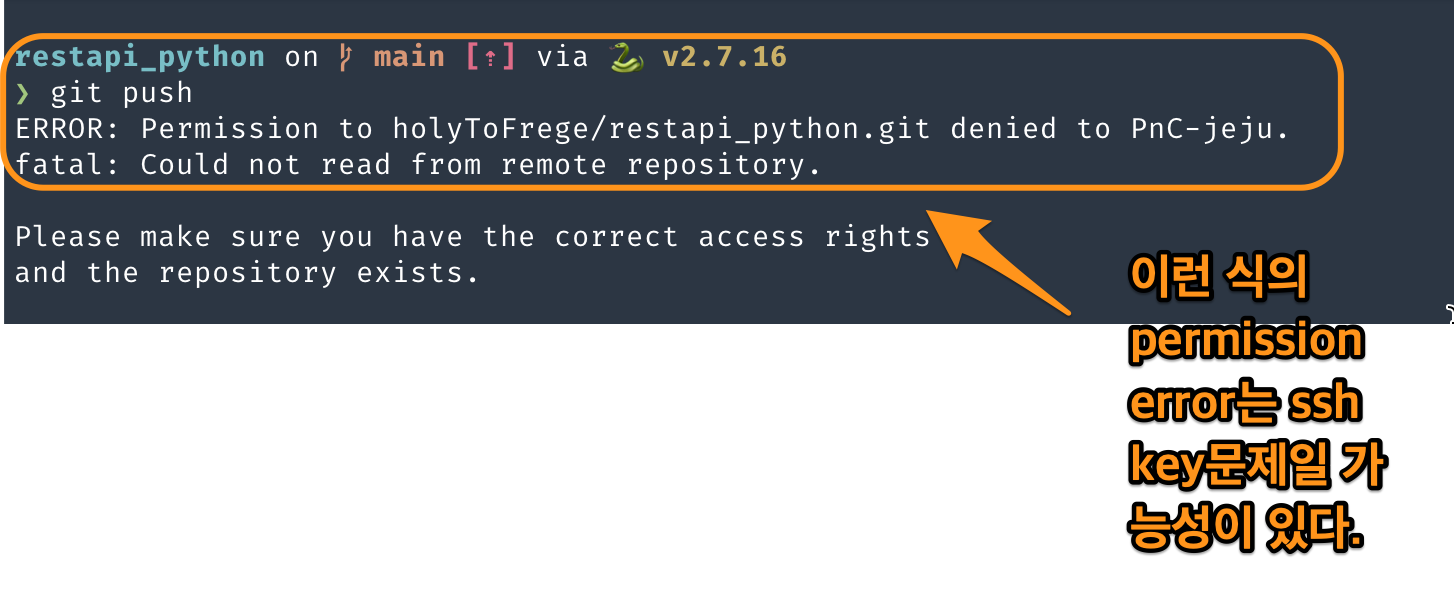 restapi_python on main [⇡] via 🐍 v2.7.16
❯ git push
ERROR: Permission to holyToFrege/restapi_python.git denied to PnC-jeju.
fatal: Could not read from remote repository.
Please make sure you have the correct access rights
and the repository exists.
이런 식의
permission
error는 ssh
key문제일 가
능성이 있다.